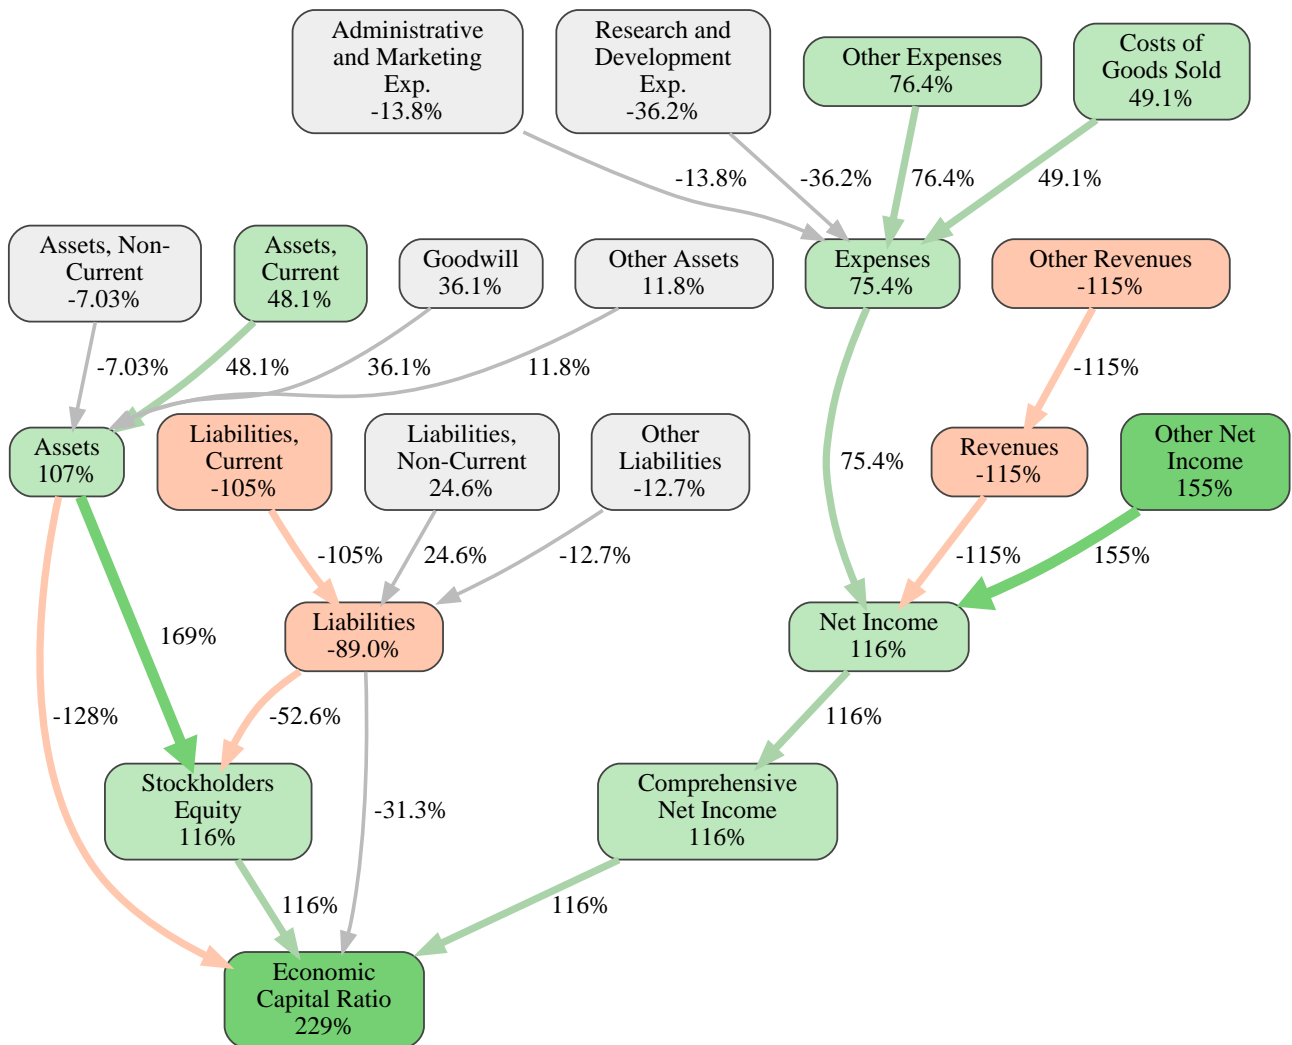 Administrative
and Marketing
Exp.
-13.8%
Research and
Development
Exp.
-36.2%
Other Expenses
76.4%
Costs of
Goods Sold
49.1%
-13.8%
-36.2%
76.4%
49.1%
Assets, Non-
Current
-7.03%
Assets,
Current
48.1%
Goodwill
36.1%
Other Assets
11.8%
Expenses
75.4%
Other Revenues
-115%
-7.03%
48.1%
36.1%
11.8%
-115%
Assets
107%
Liabilities,
Current
-105%
Liabilities,
Non-Current
24.6%
Other
Liabilities
-12.7%
75.4%
Revenues
-115%
Other Net
Income
155%
-105%
24.6%
-12.7%
-115%
155%
169%
Liabilities
-89.0%
Net Income
116%
-128%
-52.6%
116%
Stockholders
Equity
116%
-31.3%
Comprehensive
Net Income
116%
116%
116%
Economic
Capital Ratio
229%